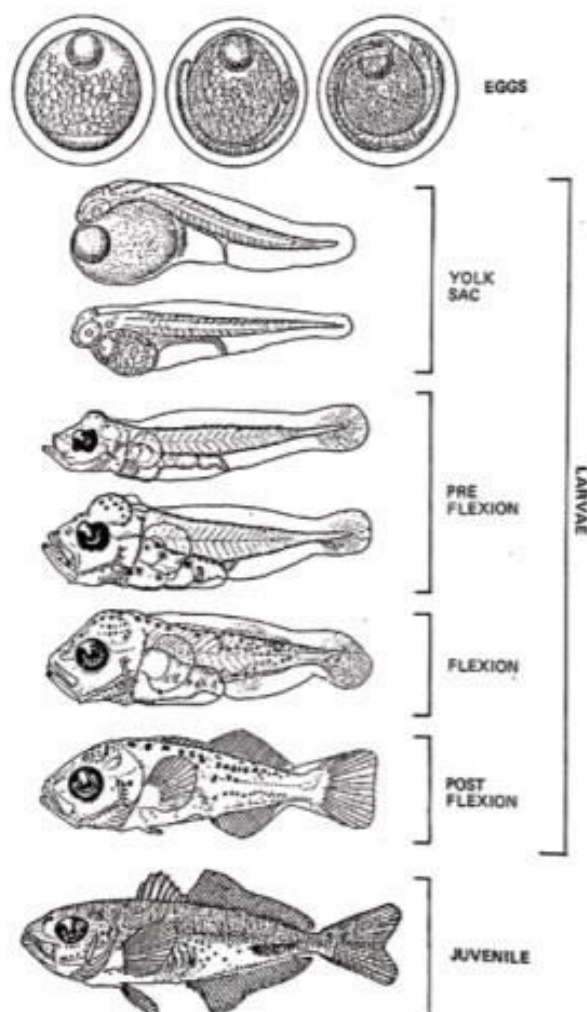 EGGS
YOLK
SAC
PRE
FLEXION
LARVAE
FLEXION
POST
FLEXION
JUVENILE